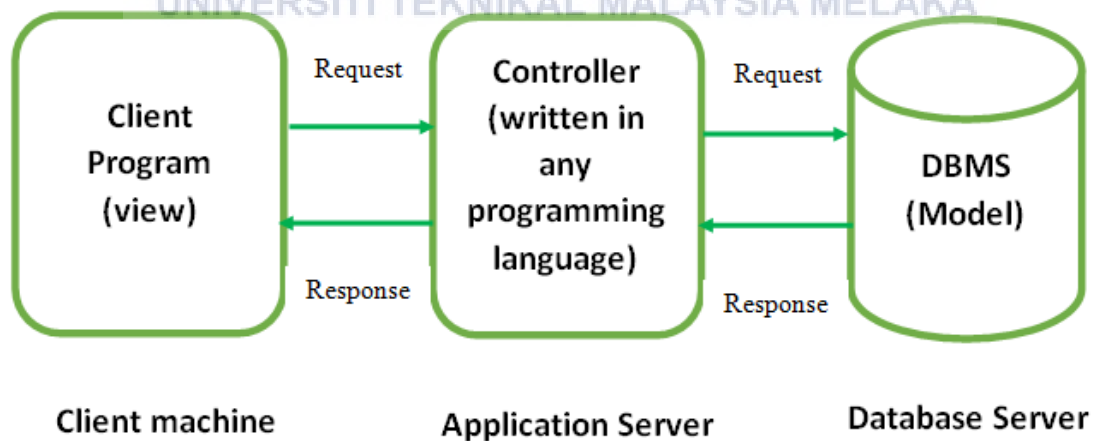 UNIVERSITI TEKNIKAL MALAYSIA MELAKA
Client
Program
(view)
Request
Response
Controller
(written in
any
programming
language)
Request
Response
DBMS
(Model)
Client machine
Application Server
Database Server